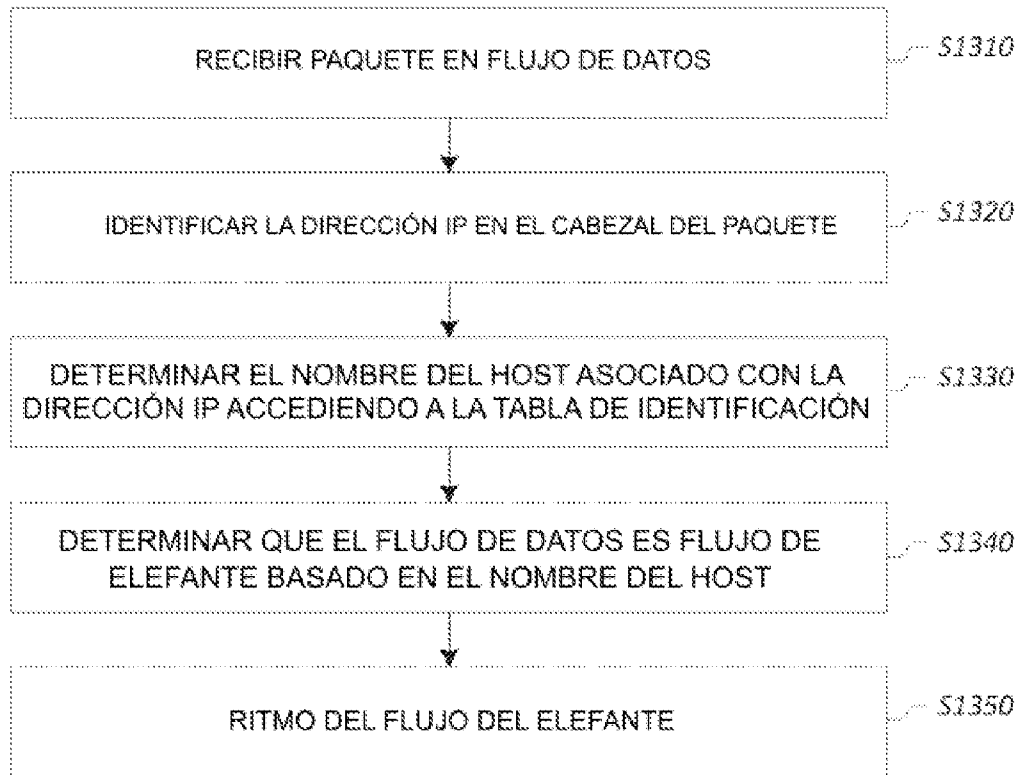 RECIBIR PAQUETE EN FLUJO DE DATOS
S1310
IDENTIFICAR LA DIRECCIÓN IP EN EL CABEZAL DEL PAQUETE
S1320
DETERMINAR EL NOMBRE DEL HOST ASOCIADO CON LA
DIRECCIÓN IP ACCEDIENDO A LA TABLA DE IDENTIFICACIÓN
S1330
DETERMINAR QUE EL FLUJO DE DATOS ES FLUJO DE
ELEFANTE BASADO EN EL NOMBRE DEL HOST
S1340
RITMO DEL FLUJO DEL ELEFANTE
S1350